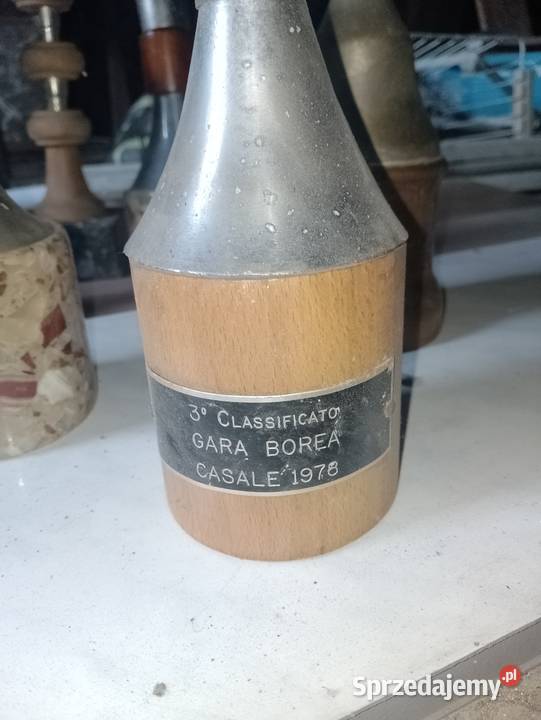 3° CLASSIFICATO
GARA BOREA
CASALE 1978
Sprzedajemy.pl